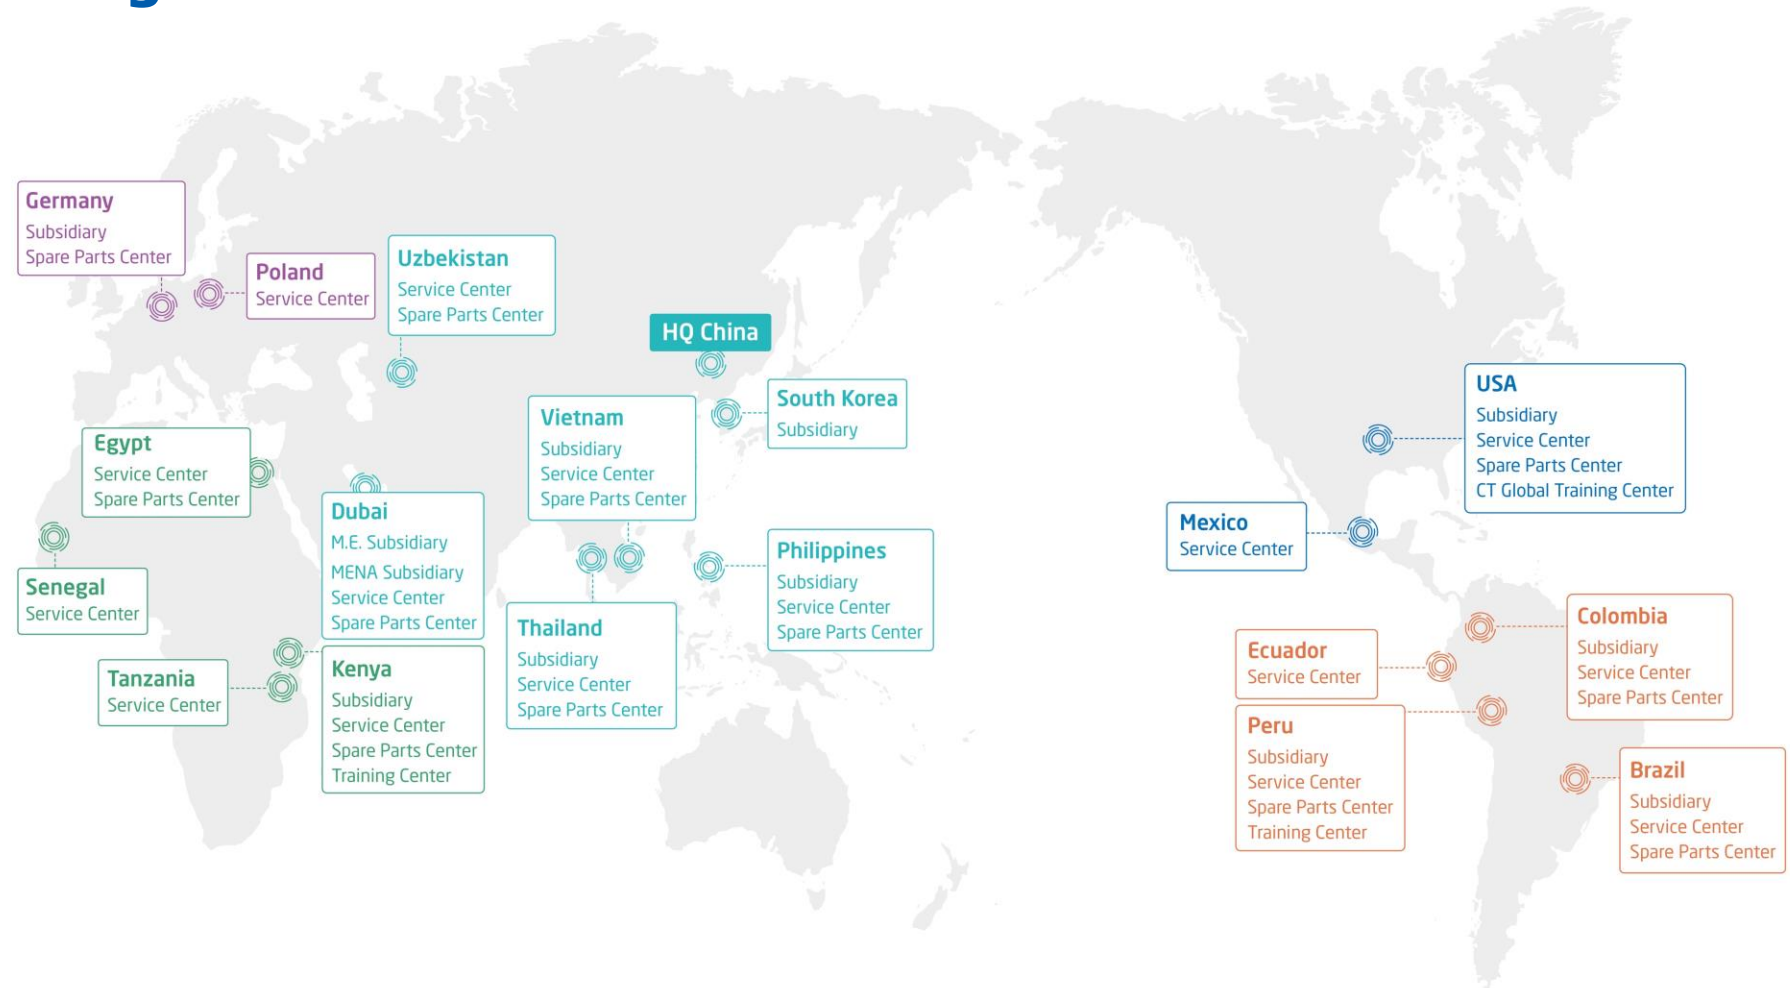 Germany
Subsidiary
Spare Parts Center
Poland
Service Center
Uzbekistan
Service Center
Spare Parts Center
HQ China
South Korea
Subsidiary
Vietnam
Subsidiary
Service Center
Spare Parts Center
Egypt
Service Center
Spare Parts Center
Dubai
M.E. Subsidiary
MENA Subsidiary
Service Center
Spare Parts Center
Senegal
Service Center
Philippines
Subsidiary
Service Center
Spare Parts Center
Thailand
Subsidiary
Service Center
Spare Parts Center
Tanzania
Service Center
Kenya
Subsidiary
Service Center
Spare Parts Center
Training Center
USA
Subsidiary
Service Center
Spare Parts Center
CT Global Training Center
Mexico
Service Center
Colombia
Subsidiary
Service Center
Spare Parts Center
Ecuador
Service Center
Peru
Subsidiary
Service Center
Spare Parts Center
Training Center
Brazil
Subsidiary
Service Center
Spare Parts Center